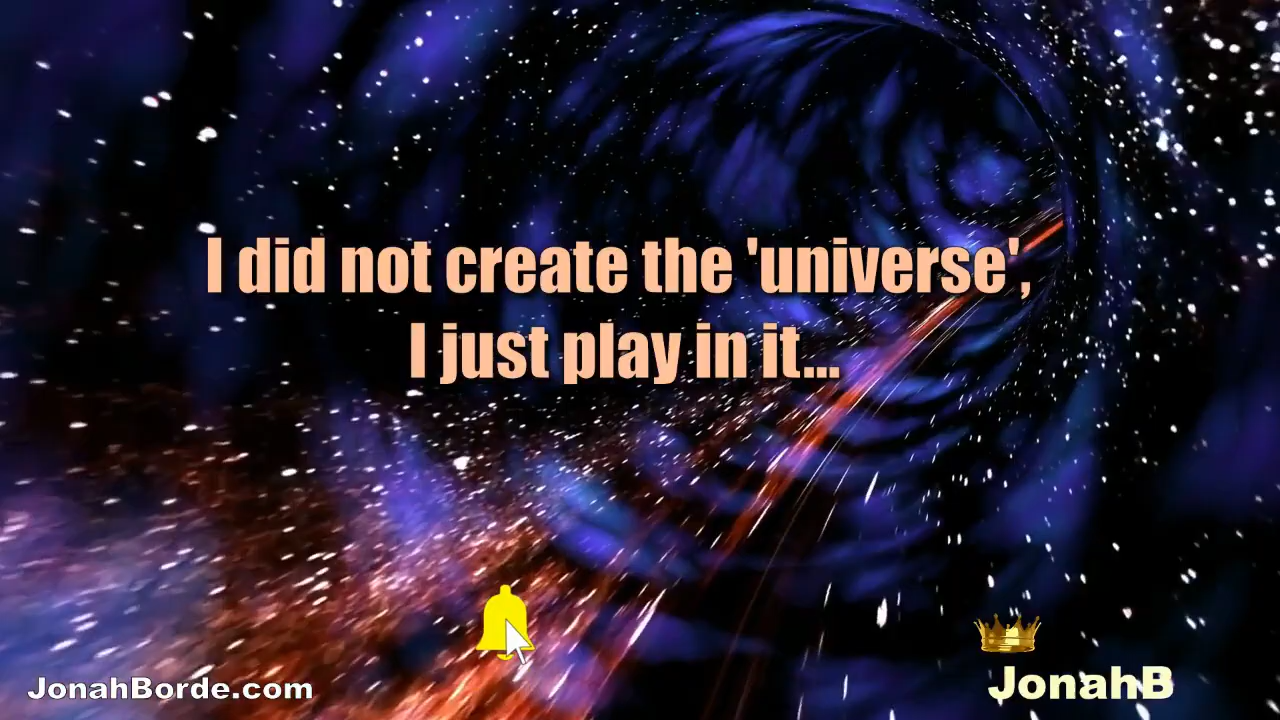 I did not create the 'universe',
I just play in it...
JonahBorde.com
JonahB